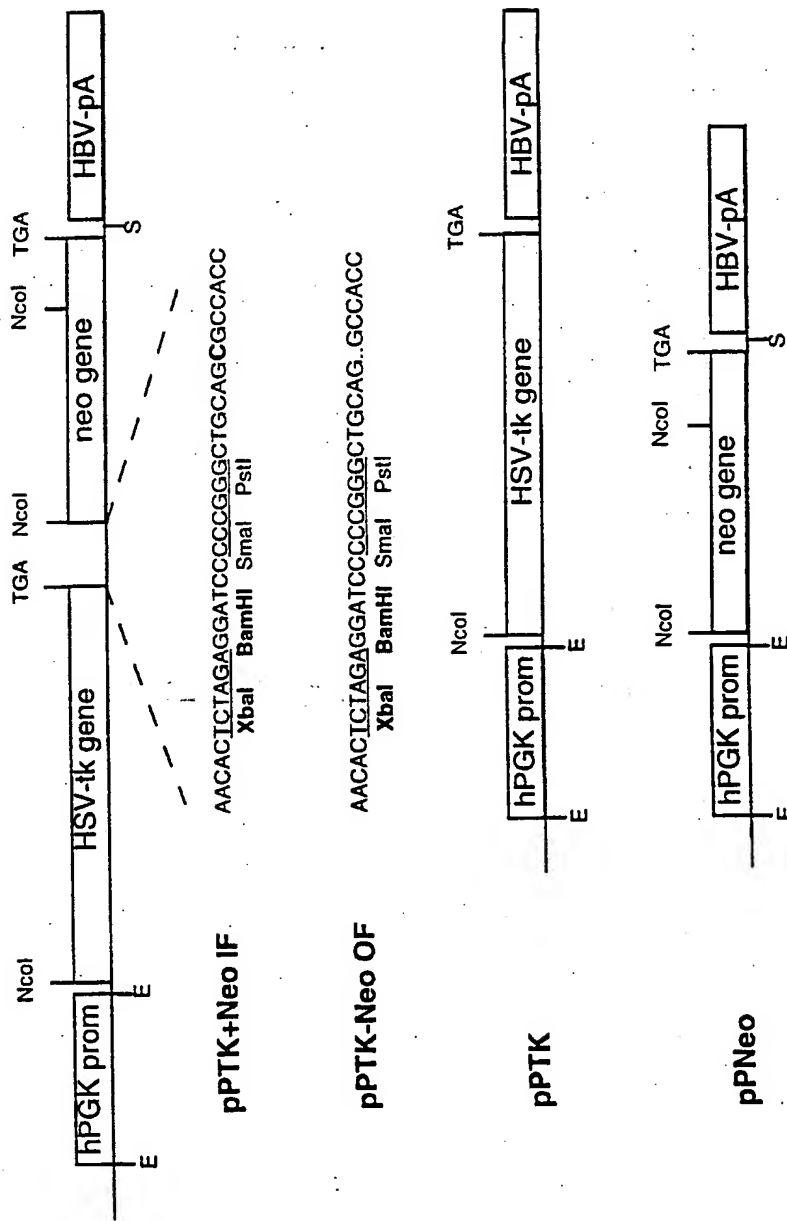 NcoI TGA NcoI NcoI TGA
hPGK prom HSV-tk gene neo gene HBV-pA
E E S
pPTK+Neo IF AACACTCTAGAGGATCCCCCGGGCTGCAGCGCCACC
XbaI BamHI SmaI PstI
pPTK-Neo OF AACACTCTAGAGGATCCCCCGGGCTGCAG..GCCACC
XbaI BamHI SmaI PstI
NcoI TGA
pPTK hPGK prom HSV-tk gene HBV-pA
E E
NcoI NcoI TGA
pPNeo hPGK prom neo gene HBV-pA
E E S